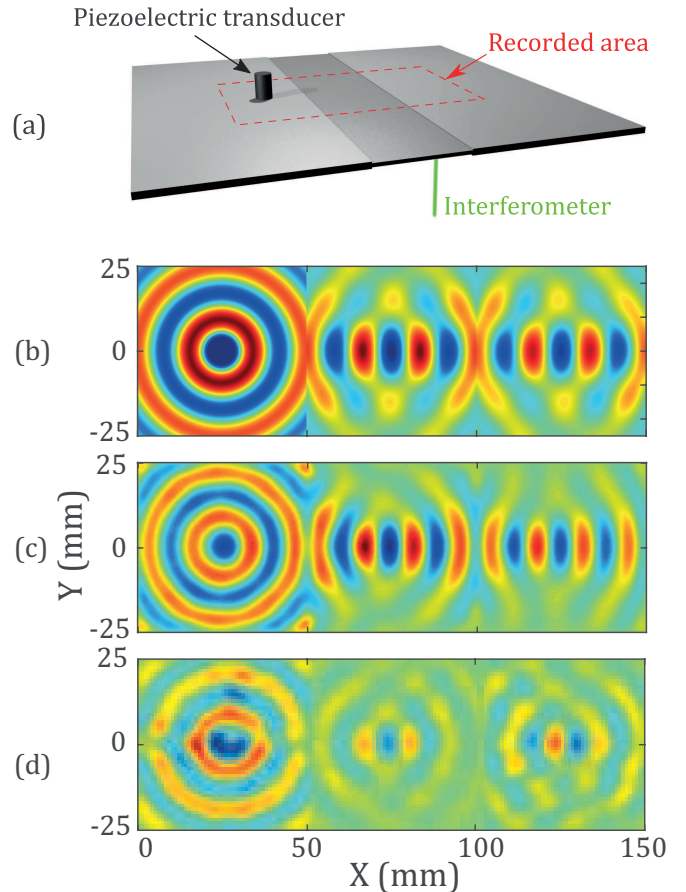 Piezoelectric transducer
Recorded area
(a)
Interferometer
25
(b)
0
-25
25
(c)
0
-25
Y (mm)
25
(d)
0
-25
0 50 100 150
X (mm)